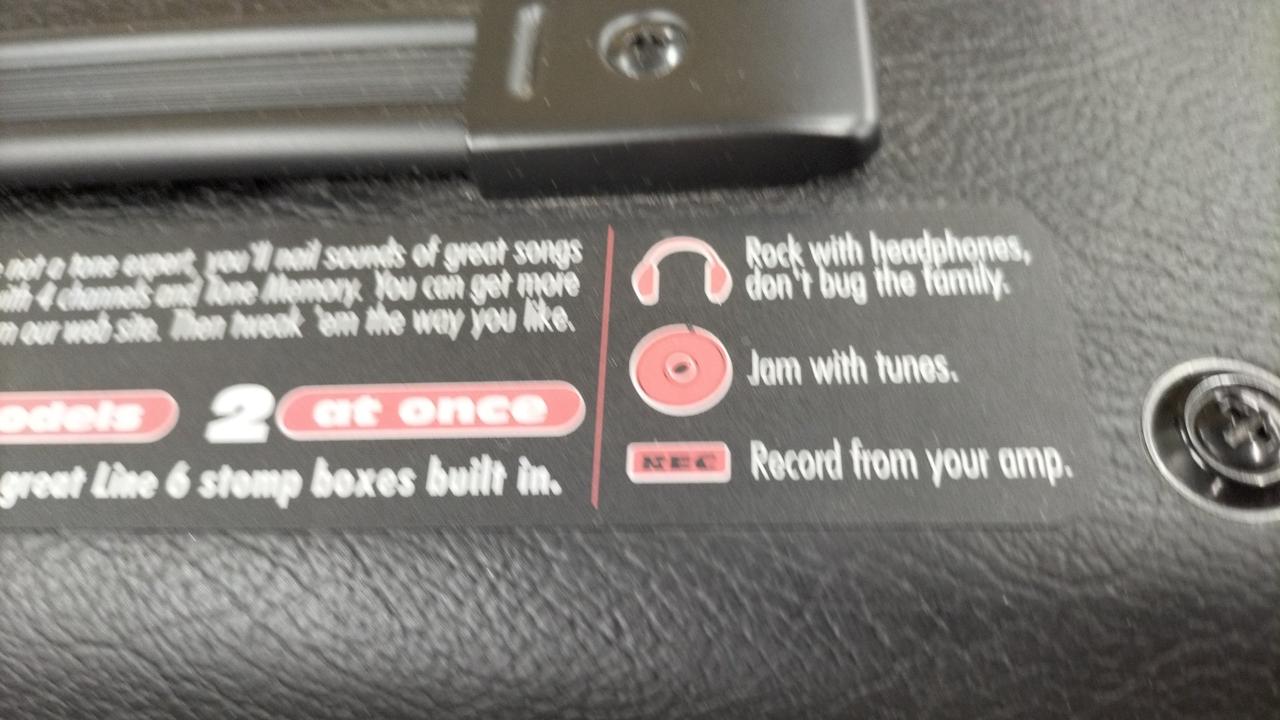 not a tone expert, you'll nail sounds of great songs
4 channels and Tone Memory. You can get more
our web site. Then tweak 'em the way you like.
odels 2 at once
great Line 6 stomp boxes built in.
Rock with headphones,
don't bug the family.
Jam with tunes.
REC
Record from your amp.